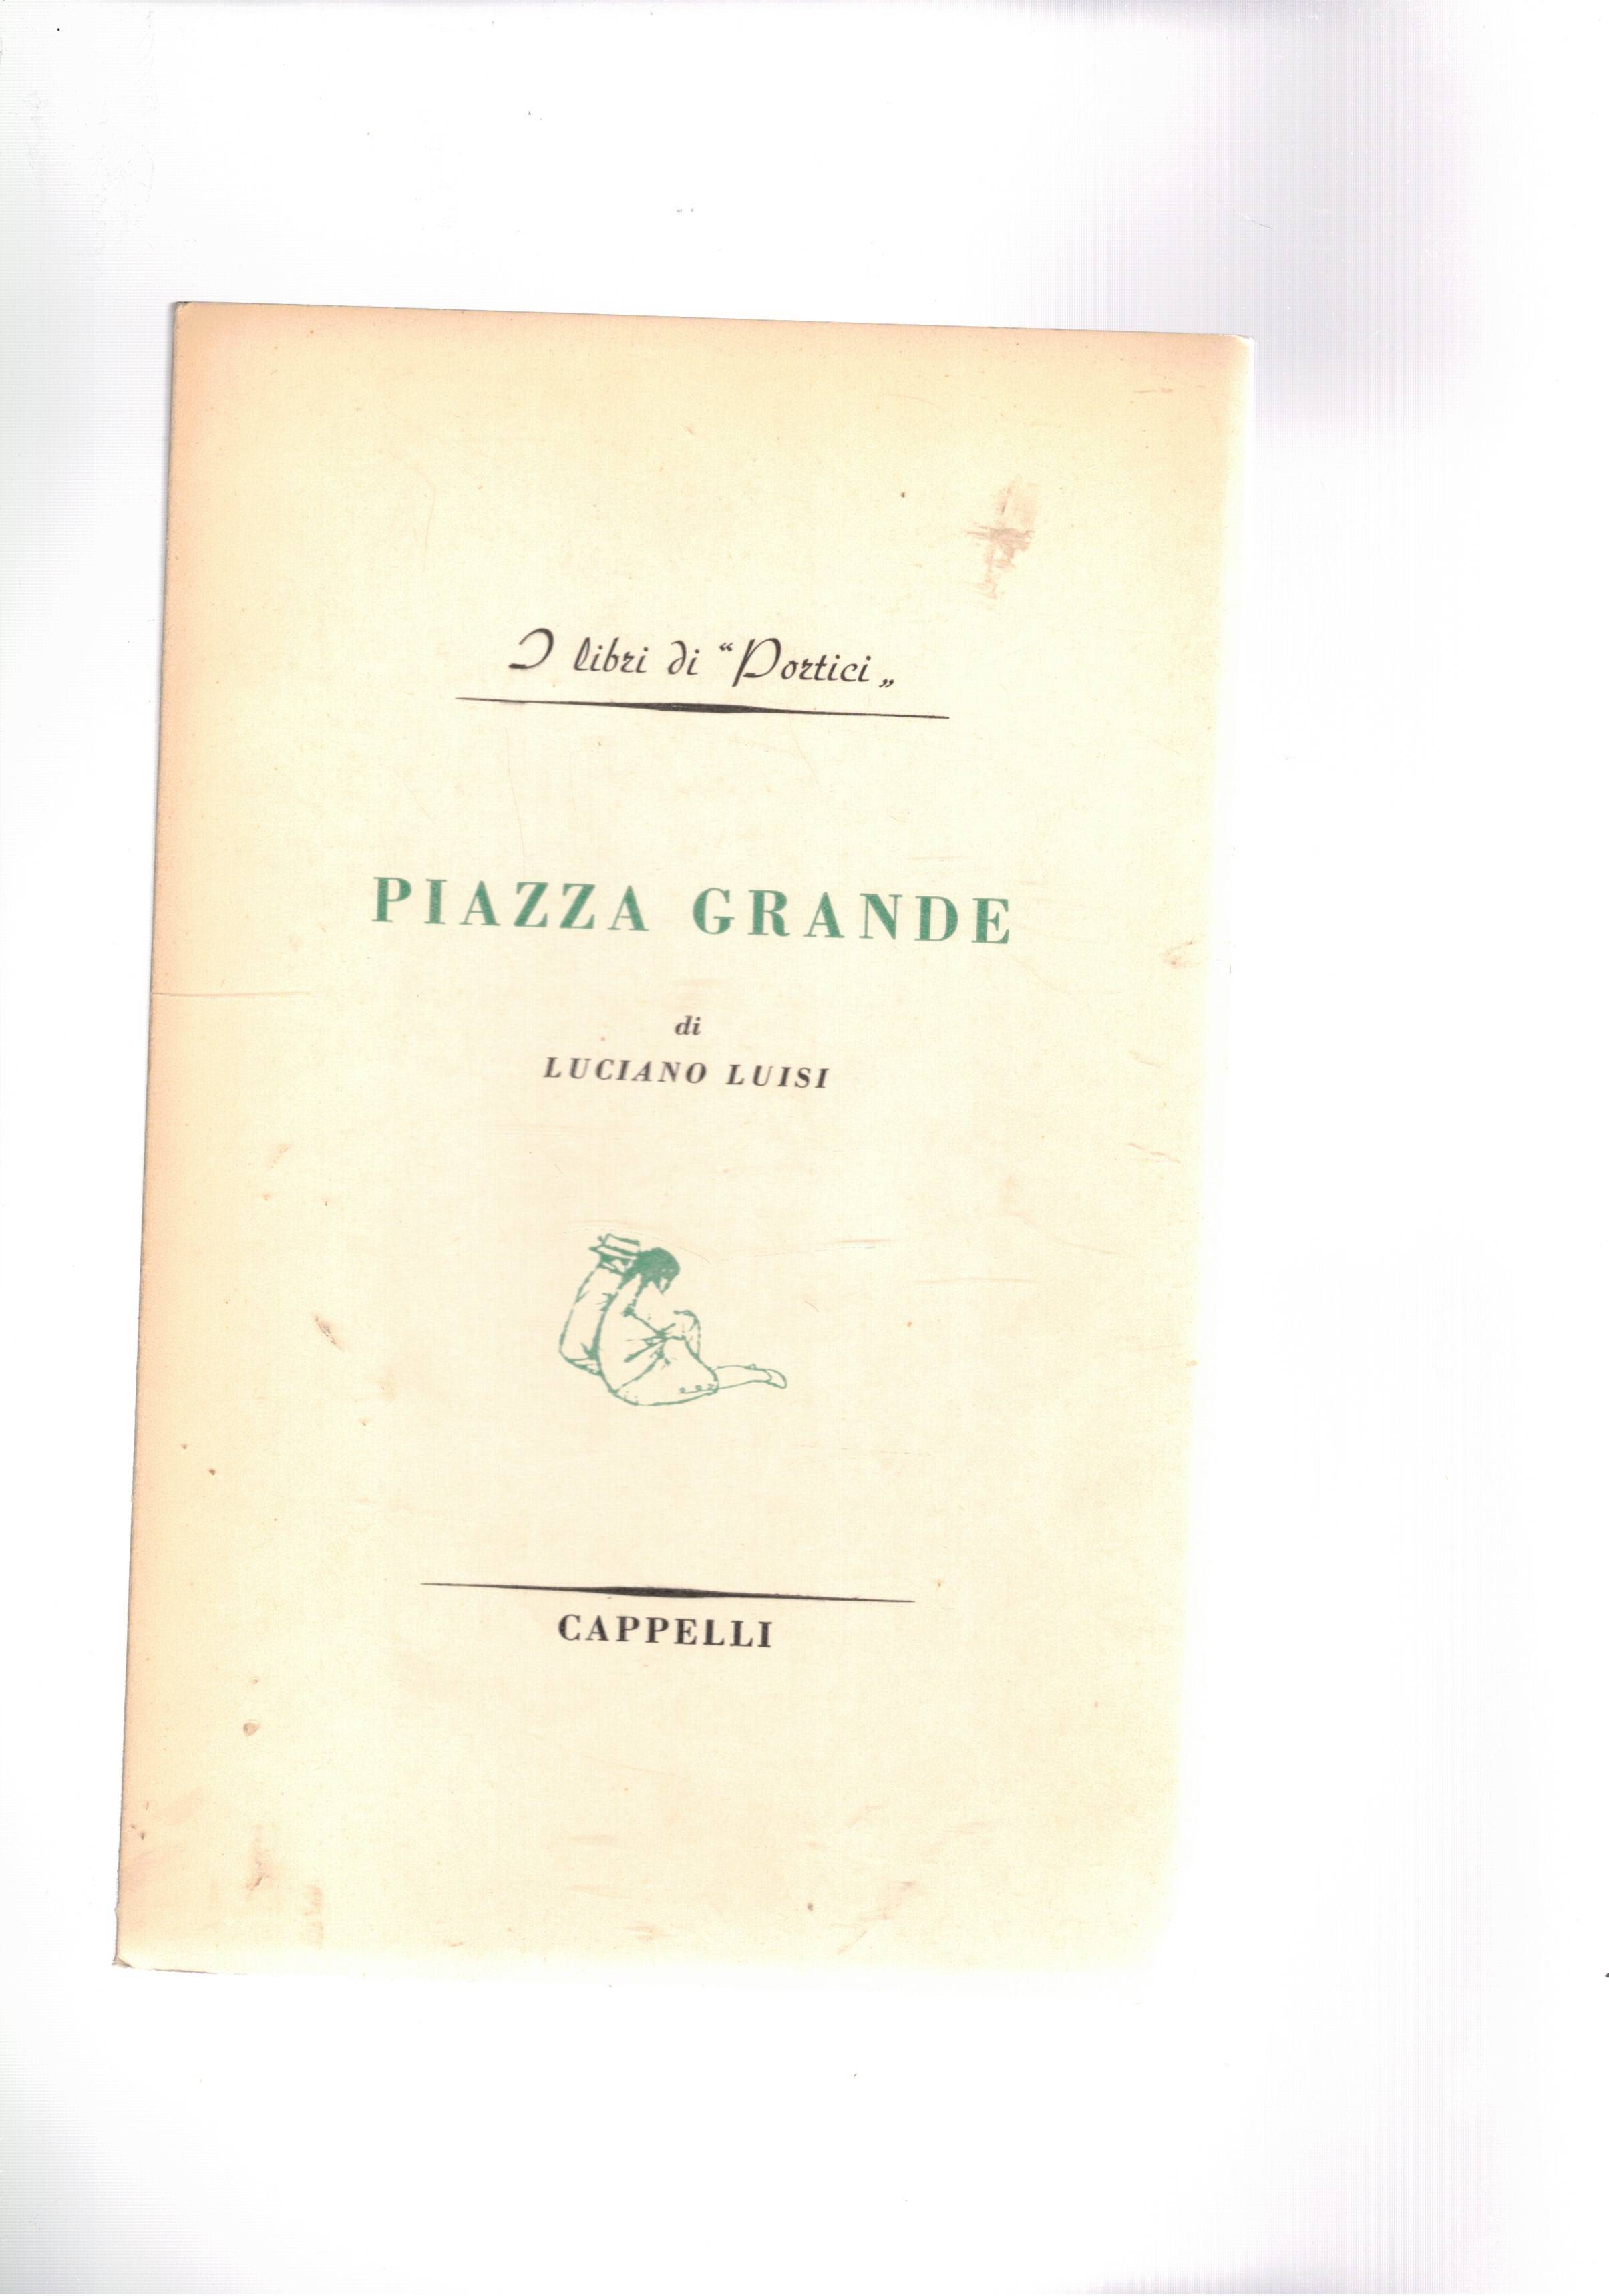 I libri di “Portici„
PIAZZA GRANDE
di
LUCIANO LUISI
CAPPELLI